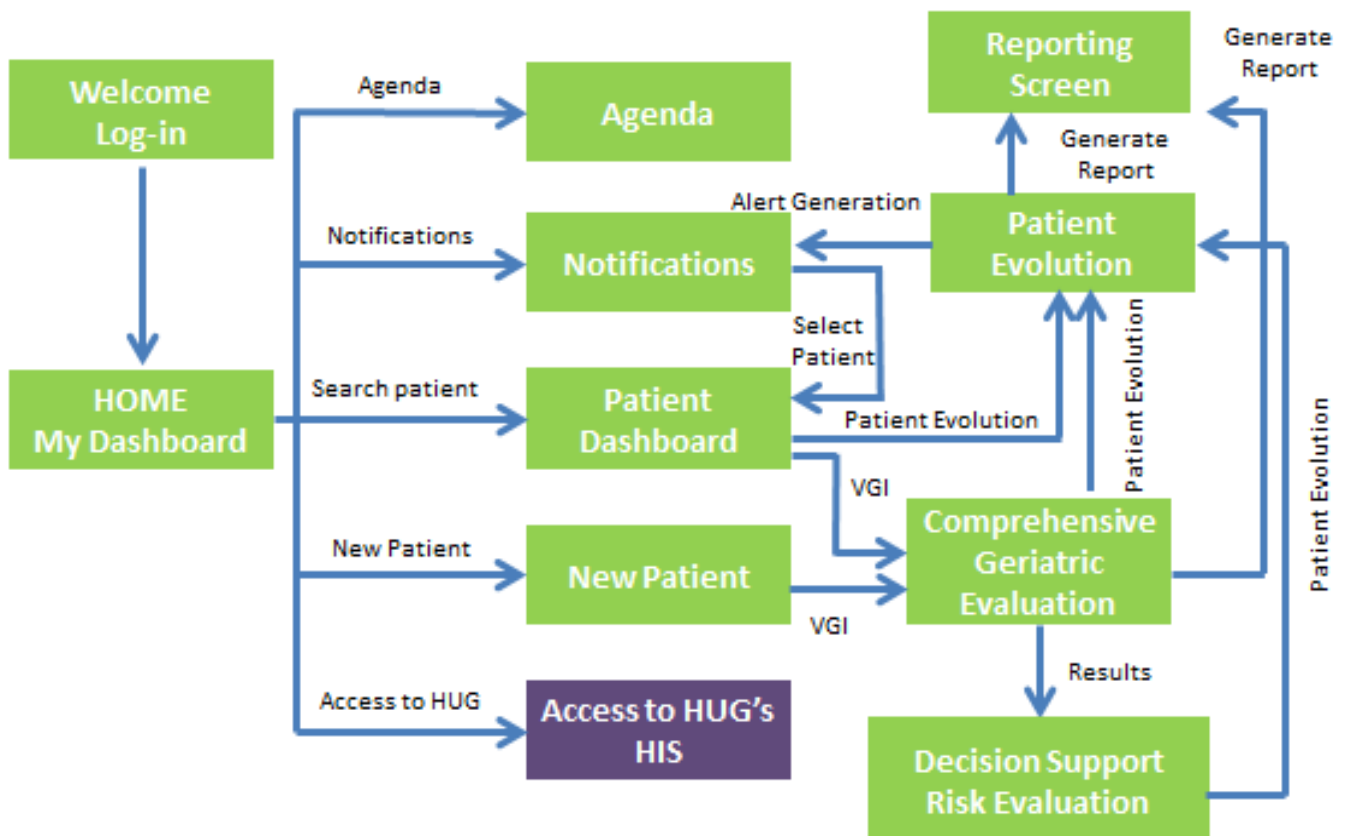 Welcome
Log-in
Agenda
Agenda
Reporting
Screen
Generate
Report
Generate
Report
Alert Generation
Notifications
Notifications
Patient
Evolution
Select
Patient
HOME
My Dashboard
Search patient
Patient
Dashboard
Patient Evolution
Patient Evolution
Patient Evolution
VGI
New Patient
New Patient
VGI
Comprehensive
Geriatric
Evaluation
Results
Access to HUG
Access to HUG's
HIS
Decision Support
Risk Evaluation